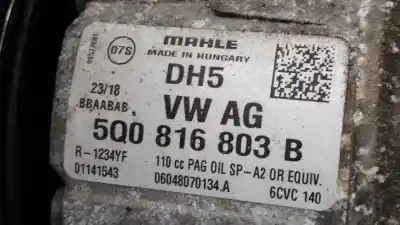 MAHLE
07S
MADE IN HUNGARY
DH5
23/18
BBAABAB
VW AG
5Q0 816 803 B
R-1234YF
110 cc PAG OIL SP-A2 OR EQUIV.
01141543
06048070134.A
6CVC 140